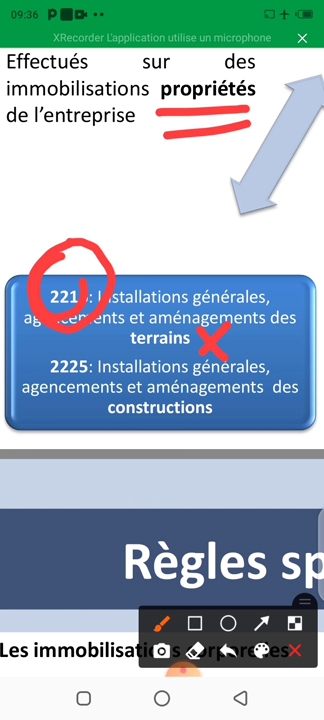 09:36
XRecorder L'application utilise un microphone
Effectués sur des
immobilisations propriétés
de l'entreprise
: Installations générales,
agencements et aménagements des
terrains
2225: Installations générales,
agencements et aménagements des
constructions
Règles sp
Les immobilisations corporelles